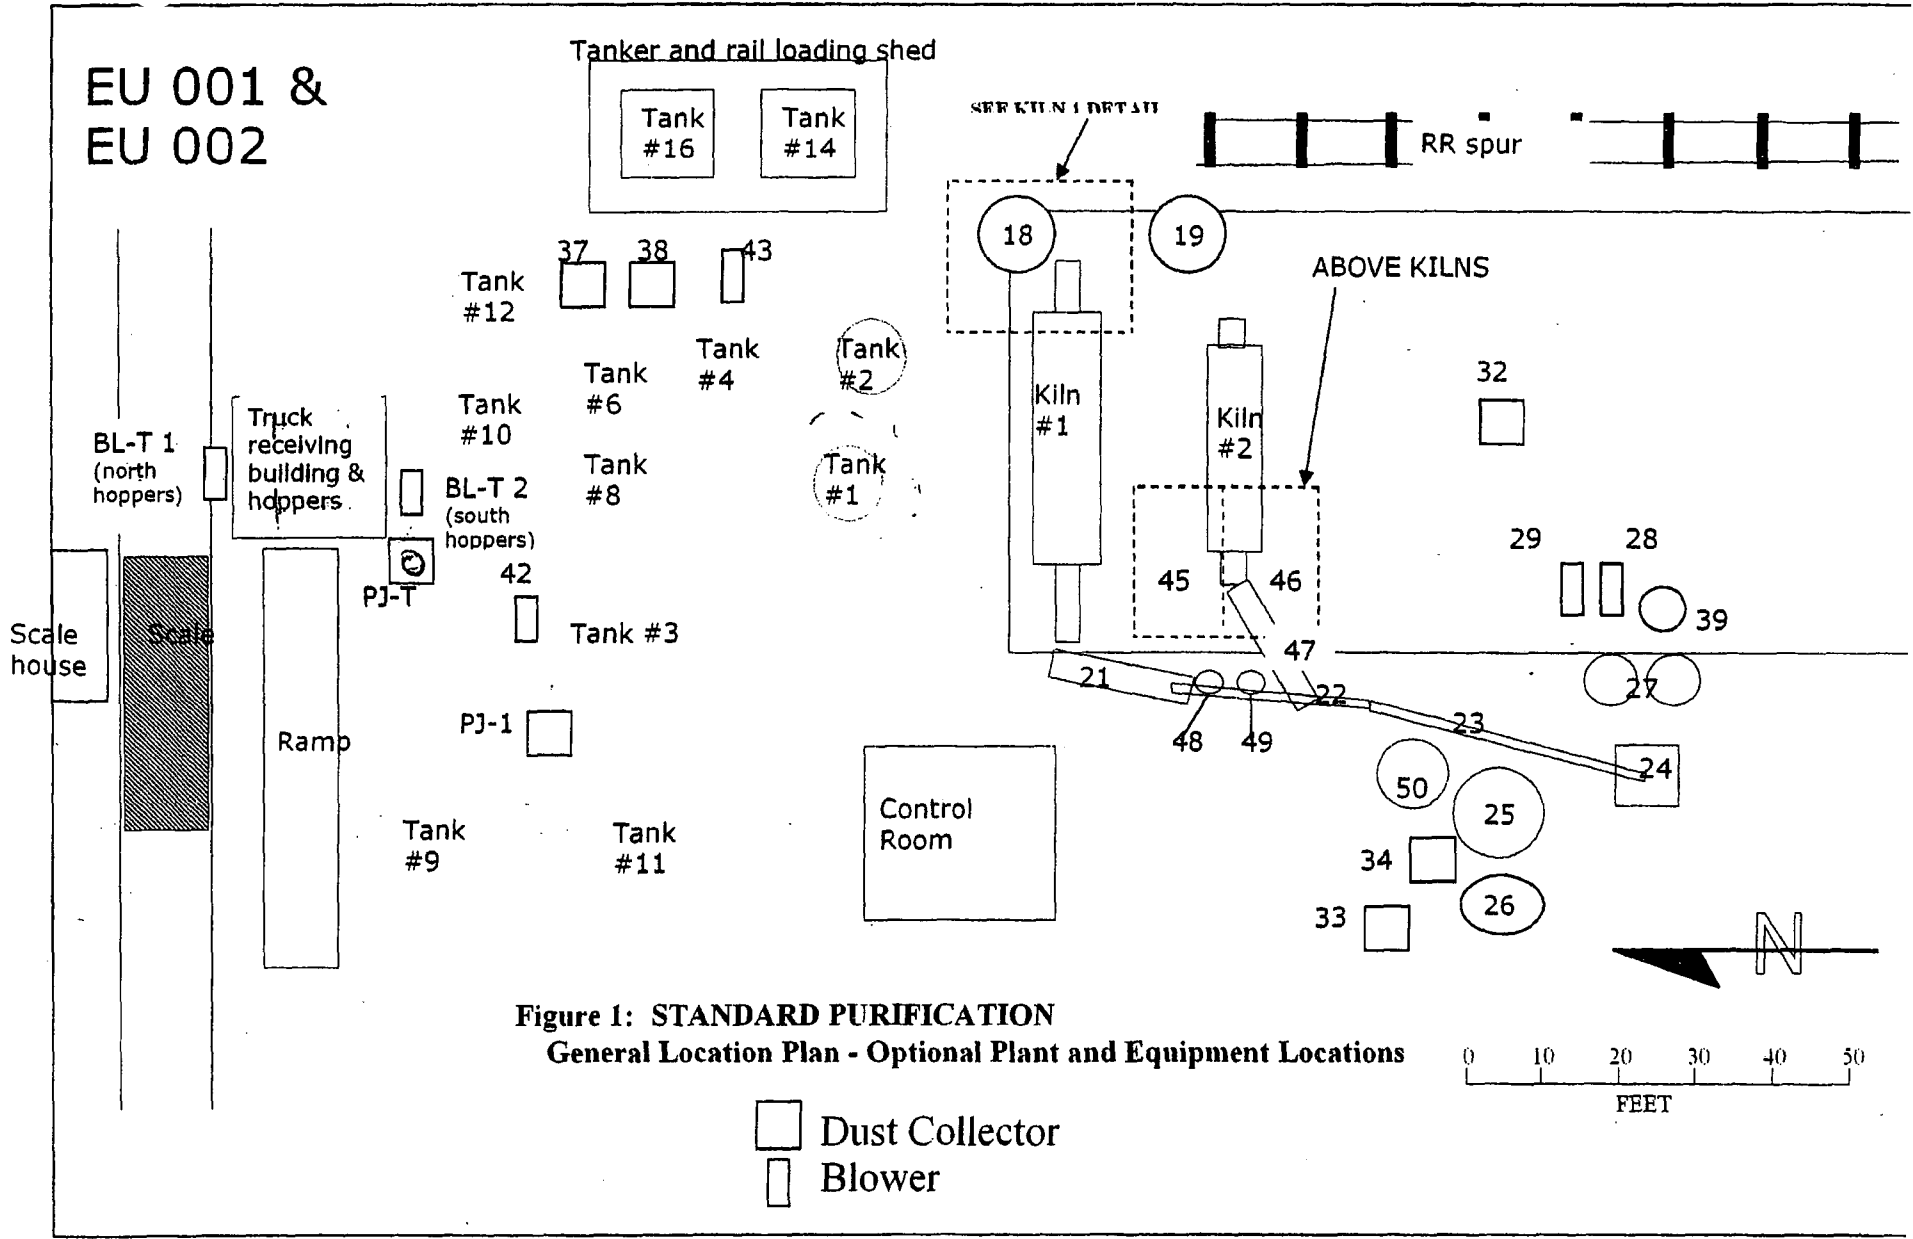 EU 001 &
EU 002
Tanker and rail loading shed
Tank
#16
Tank
#14
SEE KILN 1 DETAIL
RR spur
18
19
ABOVE KILNS
37
38
43
Tank
#12
Tank
#4
Tank
#2
Tank
#6
Tank
#10
Tank
#8
Tank
#1
Kiln
#1
Kiln
#2
32
BL-T 1
(north
hoppers)
Truck
receiving
building &
hoppers
BL-T 2
(south
hoppers)
PJ-T
42
Tank #3
45
46
47
29
28
39
Scale
house
Scale
Ramp
PJ-1
21
22
23
24
27
48
49
50
25
34
26
33
Control
Room
Tank
#9
Tank
#11
N
Figure 1: STANDARD PURIFICATION
General Location Plan - Optional Plant and Equipment Locations
0 10 20 30 40 50
FEET
Dust Collector
Blower